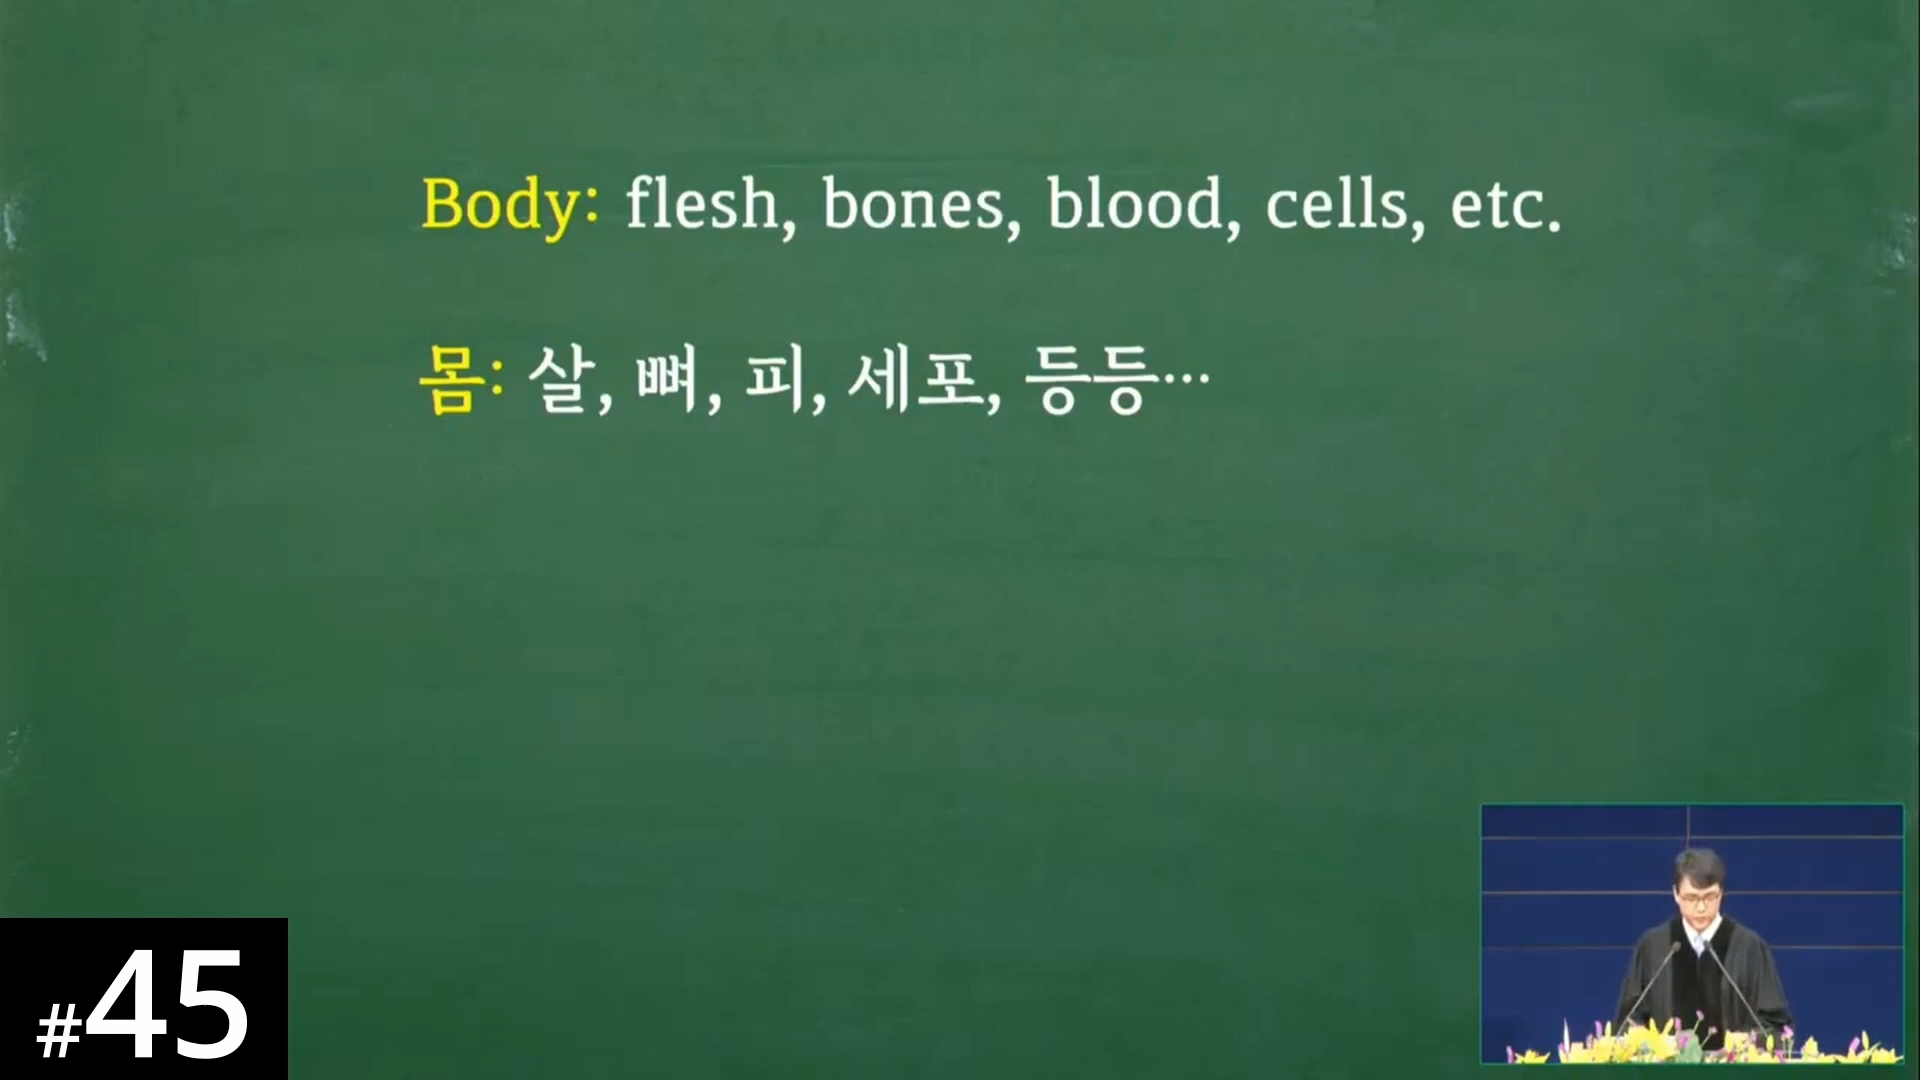 Body: flesh, bones, blood, cells, etc.
몸: 살, 뼈, 피, 세포, 등등…
#45